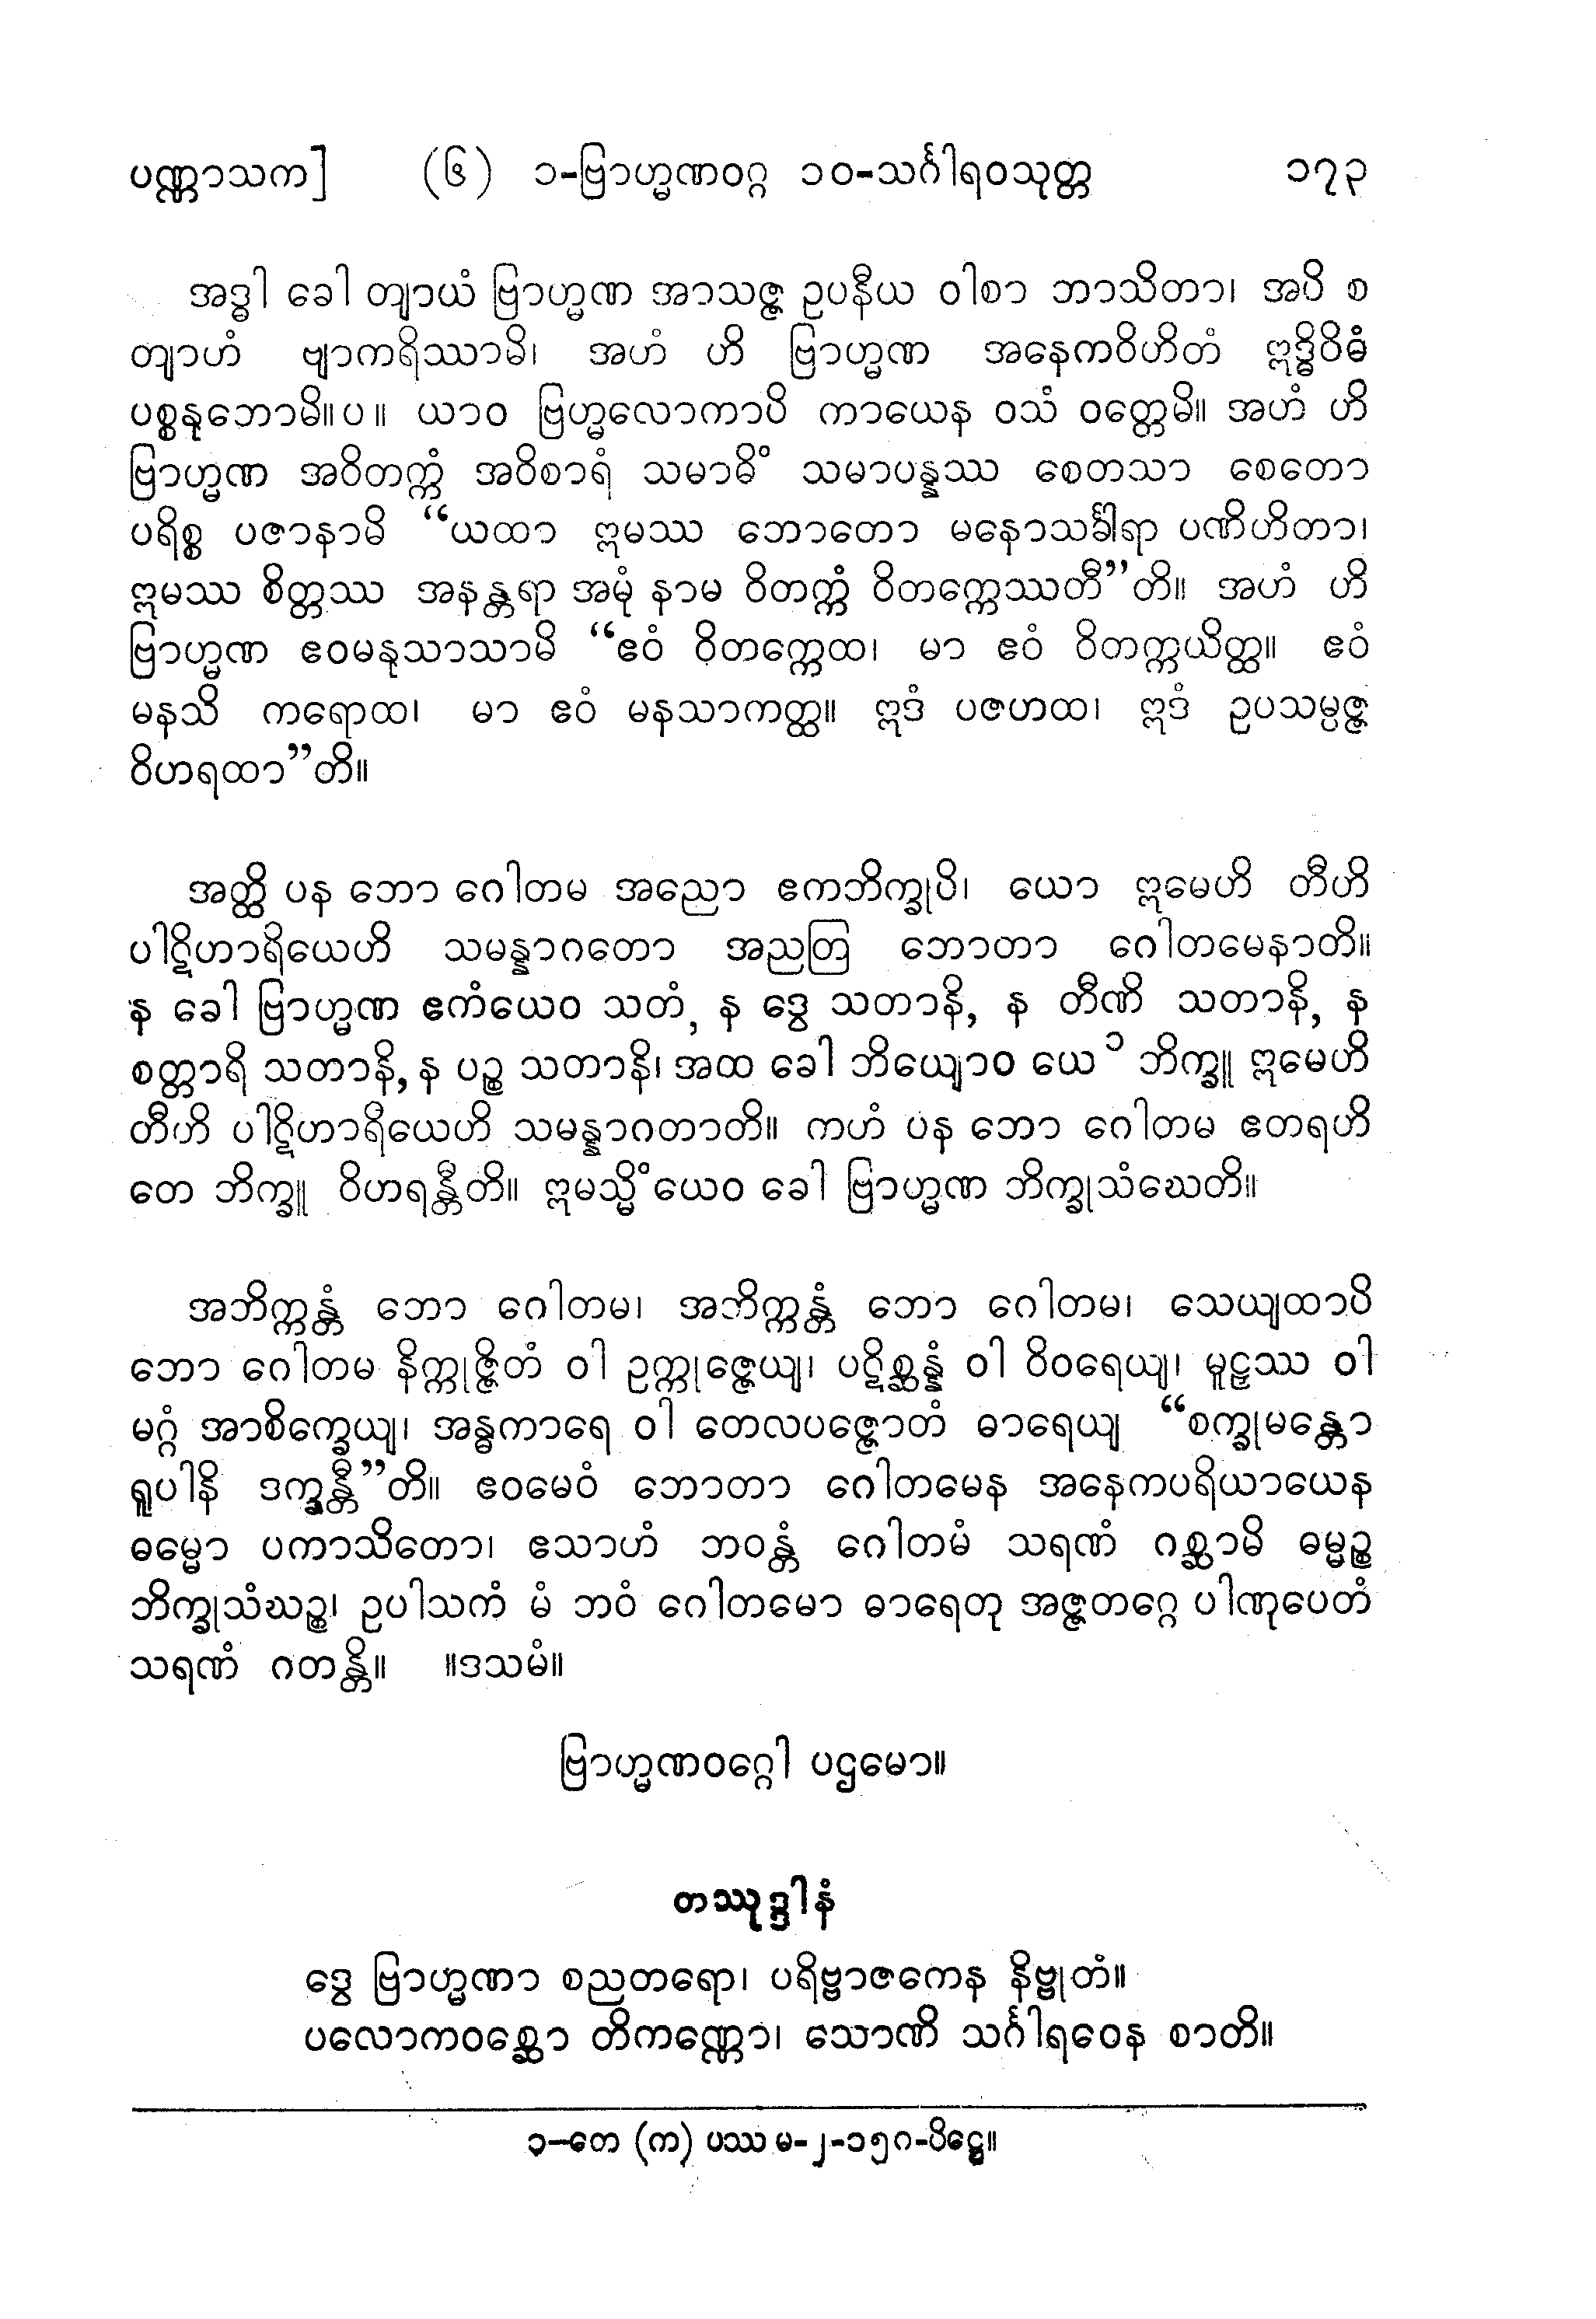 ပဏ္ဏာသက] (၆) ၁-ဗြာဟ္မဏဝဂ္ဂ ၁၀-သင်္ဂါရဝသုတ္တ ၁၇၃
အဒ္ဓါ ခေါ တျာယံ ဗြာဟ္မဏ အာသဇ္ဇ ဥပနီယ ဝါစာ ဘာသိတာ၊ အပိ စ
တျာဟံ ဗျာကရိဿာမိ၊ အဟံ ဟိ ဗြာဟ္မဏ အနေကဝိဟိတံ ဣဒ္ဓိဝိဓံ
ပစ္စနုဘောမိ။ပ။ ယာဝ ဗြဟ္မလောကာပိ ကာယေန ဝသံ ဝတ္တေမိ။ အဟံ ဟိ
ဗြာဟ္မဏ အဝိတက္ကံ အဝိစာရံ သမာဓိံ သမာပန္နဿ စေတသာ စေတော
ပရိစ္စ ပဇာနာမိ “ယထာ ဣမဿ ဘောတော မနောသင်္ခါရာ ပဏိဟိတာ၊
ဣမဿ စိတ္တဿ အနန္တရာ အမုံ နာမ ဝိတက္ကံ ဝိတက္ကေဿတီ”တိ။ အဟံ ဟိ
ဗြာဟ္မဏ ဧဝမနုသာသာမိ “ဧဝံ ဝိတက္ကေထ၊ မာ ဧဝံ ဝိတက္ကယိတ္ထ။ ဧဝံ
မနသိ ကရောထ၊ မာ ဧဝံ မနသာကတ္ထ။ ဣဒံ ပဇဟထ၊ ဣဒံ ဥပသမ္ပဇ္ဇ
ဝိဟရထာ”တိ။
အတ္ထိ ပန ဘော ဂေါတမ အညော ဧကဘိက္ခုပိ၊ ယော ဣမေဟိ တီဟိ
ပါဋိဟာရိယေဟိ သမန္နာဂတော အညတြ ဘောတာ ဂေါတမေနာတိ။
န ခေါ ဗြာဟ္မဏ ဧကံယေဝ သတံ, န ဒွေ သတာနိ, န တီဏိ သတာနိ, န
စတ္တာရိ သတာနိ, န ပဉ္စ သတာနိ၊ အထ ခေါ ဘိယျောဝ ယေ ၁ ဘိက္ခူ ဣမေဟိ
တီဟိ ပါဋိဟာရိယေဟိ သမန္နာဂတာတိ။ ကဟံ ပန ဘော ဂေါတမ ဧတရဟိ
တေ ဘိက္ခူ ဝိဟရန္တီတိ။ ဣမသ္မိံယေဝ ခေါ ဗြာဟ္မဏ ဘိက္ခုသံဃေတိ။
အဘိက္ကန္တံ ဘော ဂေါတမ၊ အဘိက္ကန္တံ ဘော ဂေါတမ၊ သေယျထာပိ
ဘော ဂေါတမ နိက္ကုဇ္ဇိတံ ဝါ ဥက္ကုဇ္ဇေယျ၊ ပဋိစ္ဆန္နံ ဝါ ဝိဝရေယျ၊ မူဠှဿ ဝါ
မဂ္ဂံ အာစိက္ခေယျ၊ အန္ဓကာရေ ဝါ တေလပဇ္ဇောတံ ဓာရေယျ “စက္ခုမန္တော
ရူပါနိ ဒက္ခန္တီ”တိ။ ဧဝမေဝံ ဘောတာ ဂေါတမေန အနေကပရိယာယေန
ဓမ္မော ပကာသိတော၊ ဧသာဟံ ဘဝန္တံ ဂေါတမံ သရဏံ ဂစ္ဆာမိ ဓမ္မဉ္စ
ဘိက္ခုသံဃဉ္စ၊ ဥပါသကံ မံ ဘဝံ ဂေါတမော ဓာရေတု အဇ္ဇတဂ္ဂေ ပါဏုပေတံ
သရဏံ ဂတန္တိ။ ။ဒသမံ။
ဗြာဟ္မဏဝဂ္ဂေါ ပဌမော။
တဿုဒ္ဒါနံ
ဒွေ ဗြာဟ္မဏာ စညတရော၊ ပရိဗ္ဗာဇကေန နိဗ္ဗုတံ။
ပလောကဝစ္ဆော တိကဏ္ဏော၊ သောဏိ သင်္ဂါရဝေန စာတိ။
၁-တေ (က) ပဿ မ-၂-၁၅၈-ပိဋ္ဌေ။